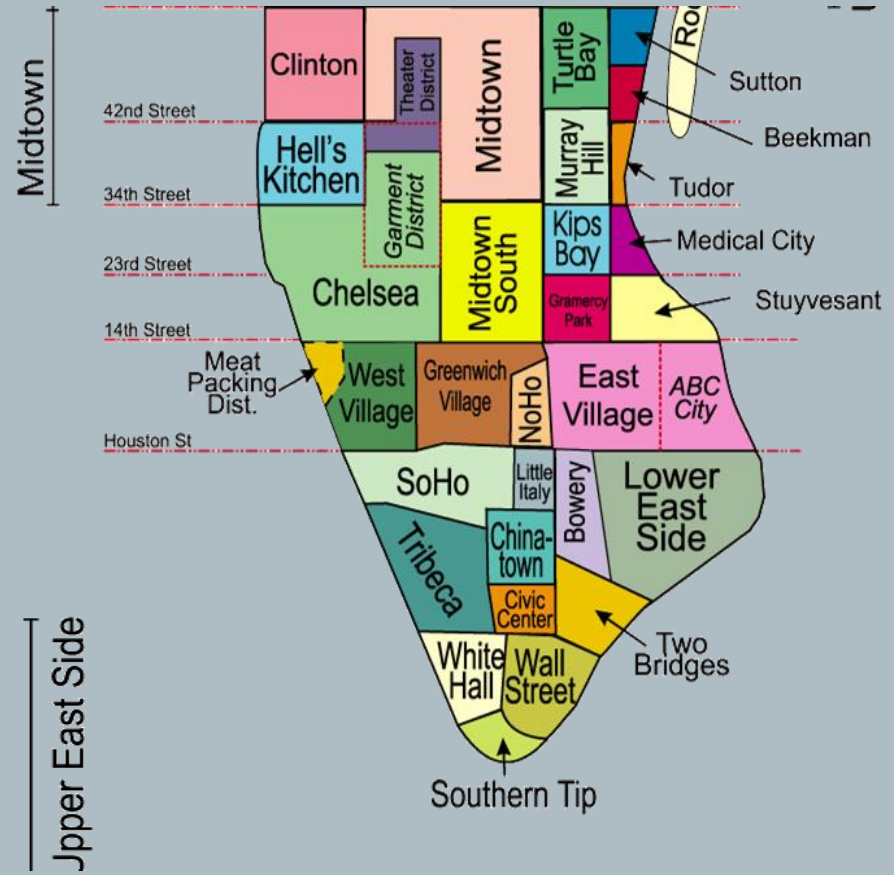 Roo
Clinton
Theater
District
Midtown
Turtle
Bay
Sutton
Beekman
Midtown
42nd Street
Hell's
Kitchen
Murray
Hill
Tudor
34th Street
Garment
District
Midtown
South
Kips
Bay
Medical City
23rd Street
Chelsea
Gramercy
Park
Stuyvesant
14th Street
Meat
Packing
Dist.
West
Village
Greenwich
Village
NoHo
East
Village
ABC
City
Houston St
SoHo
Little
Italy
Bowery
Lower
East
Side
Tribeca
China-
town
Civic
Center
Two
Bridges
White
Hall
Wall
Street
Southern Tip
Upper East Side